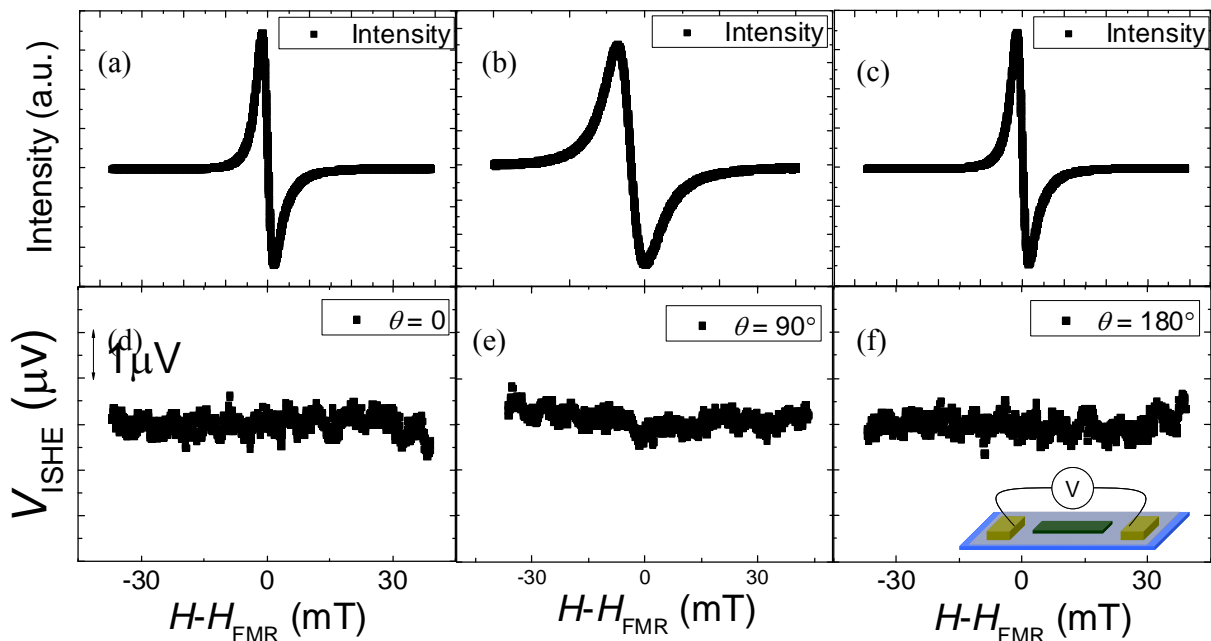 (a) Intensity
(b) Intensity
(c) Intensity
Intensity (a.u.)
(d) θ = 0
1μV
(e) θ = 90°
(f) θ = 180°
V_ISHE (μv)
V
-30 0 30
-30 0 30
-30 0 30
H-H_FMR (mT)
H-H_FMR (mT)
H-H_FMR (mT)